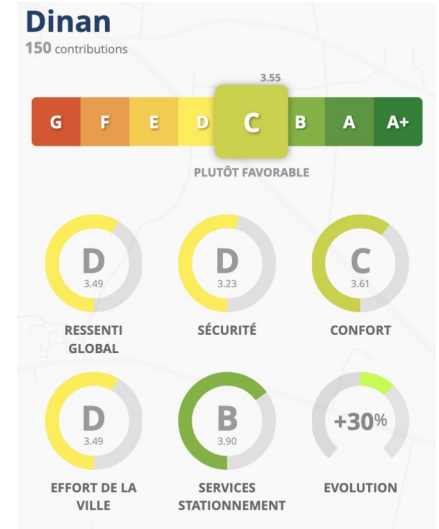 Dinan
150 contributions
3.55
G F E D C B A A+
PLUTÔT FAVORABLE
D D C
3.49 3.23 3.61
RESSENTI GLOBAL
SÉCURITÉ
CONFORT
D B +30%
3.49 3.90
EFFORT DE LA VILLE
SERVICES STATIONNEMENT
EVOLUTION